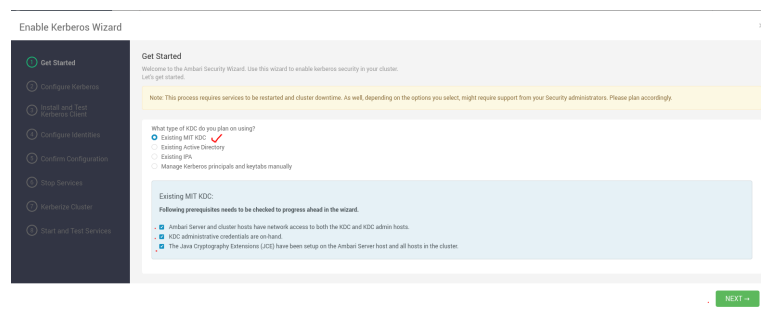 Enable Kerberos Wizard
1 Get Started
2 Configure Kerberos
3 Install and Test
Kerberos Client
4 Configure Identities
5 Confirm Configuration
6 Stop Services
7 Kerberize Cluster
8 Start and Test Services
Get Started
Welcome to the Ambari Security Wizard. Use this wizard to enable kerberos security in your cluster.
Let's get started.
Note: This process requires services to be restarted and cluster downtime. As well, depending on the options you select, might require support from your Security administrators. Please plan accordingly.
What type of KDC do you plan on using?
Existing MIT KDC
Existing Active Directory
Existing IPA
Manage Kerberos principals and keytabs manually
Existing MIT KDC:
Following prerequisites needs to be checked to progress ahead in the wizard.
Ambari Server and cluster hosts have network access to both the KDC and KDC admin hosts.
KDC administrative credentials are on-hand.
The Java Cryptography Extensions (JCE) have been setup on the Ambari Server host and all hosts in the cluster.
NEXT →